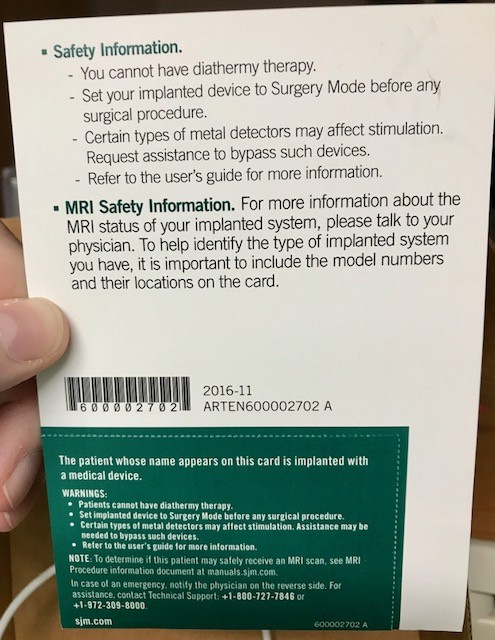 ▪ Safety Information.
- You cannot have diathermy therapy.
- Set your implanted device to Surgery Mode before any
surgical procedure.
- Certain types of metal detectors may affect stimulation.
Request assistance to bypass such devices.
- Refer to the user's guide for more information.
▪ MRI Safety Information. For more information about the
MRI status of your implanted system, please talk to your
physician. To help identify the type of implanted system
you have, it is important to include the model numbers
and their locations on the card.
600002702
2016-11
ARTEN600002702 A
The patient whose name appears on this card is implanted with
a medical device.
WARNINGS:
• Patients cannot have diathermy therapy.
• Set implanted device to Surgery Mode before any surgical procedure.
• Certain types of metal detectors may affect stimulation. Assistance may be
needed to bypass such devices.
• Refer to the user's guide for more information.
NOTE: To determine if this patient may safely receive an MRI scan, see MRI
Procedure information document at manuals.sjm.com.
In case of an emergency, notify the physician on the reverse side. For
assistance, contact Technical Support: +1-800-727-7846 or
+1-972-309-8000.
sjm.com
600002702 A